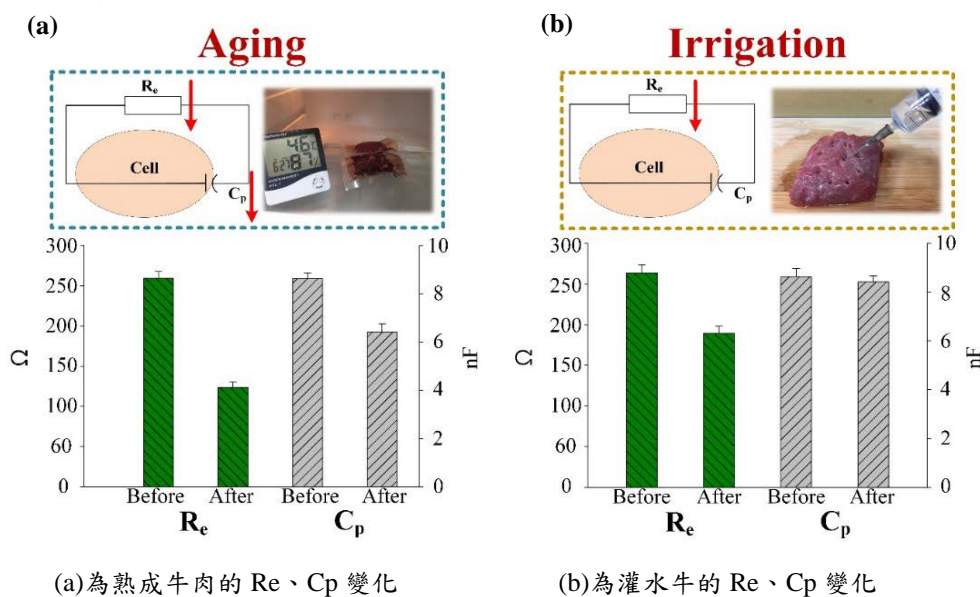 (a)
Aging
Re
Cell
Cp
Ω
300
250
200
150
100
60
0
10
8
6
4
2
0
nF
Before After Before After
Re Cp
(b)
Irrigation
Re
Cell
Cp
Ω
300
250
200
150
100
60
0
10
8
6
4
2
0
nF
Before After Before After
Re Cp
(a)為熟成牛肉的 Re、Cp 變化
(b)為灌水牛的 Re、Cp 變化